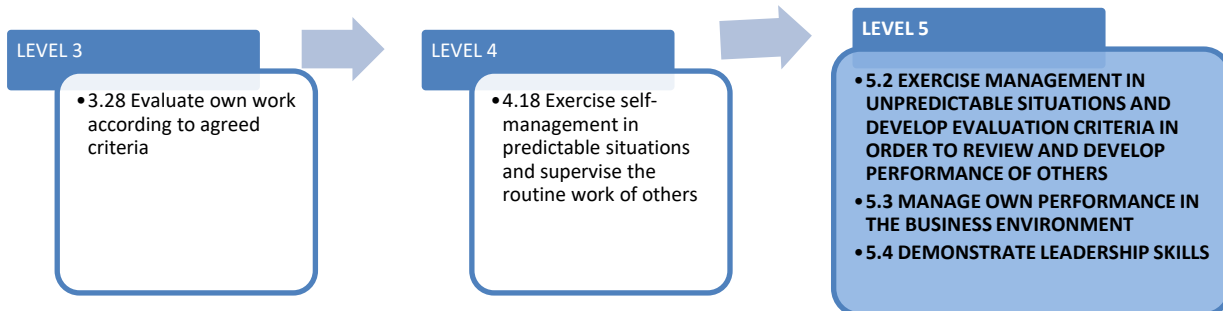 LEVEL 3
•3.28 Evaluate own work
according to agreed
criteria
LEVEL 4
•4.18 Exercise self-
management in
predictable situations
and supervise the
routine work of others
LEVEL 5
•5.2 EXERCISE MANAGEMENT IN
UNPREDICTABLE SITUATIONS AND
DEVELOP EVALUATION CRITERIA IN
ORDER TO REVIEW AND DEVELOP
PERFORMANCE OF OTHERS
•5.3 MANAGE OWN PERFORMANCE IN
THE BUSINESS ENVIRONMENT
•5.4 DEMONSTRATE LEADERSHIP SKILLS